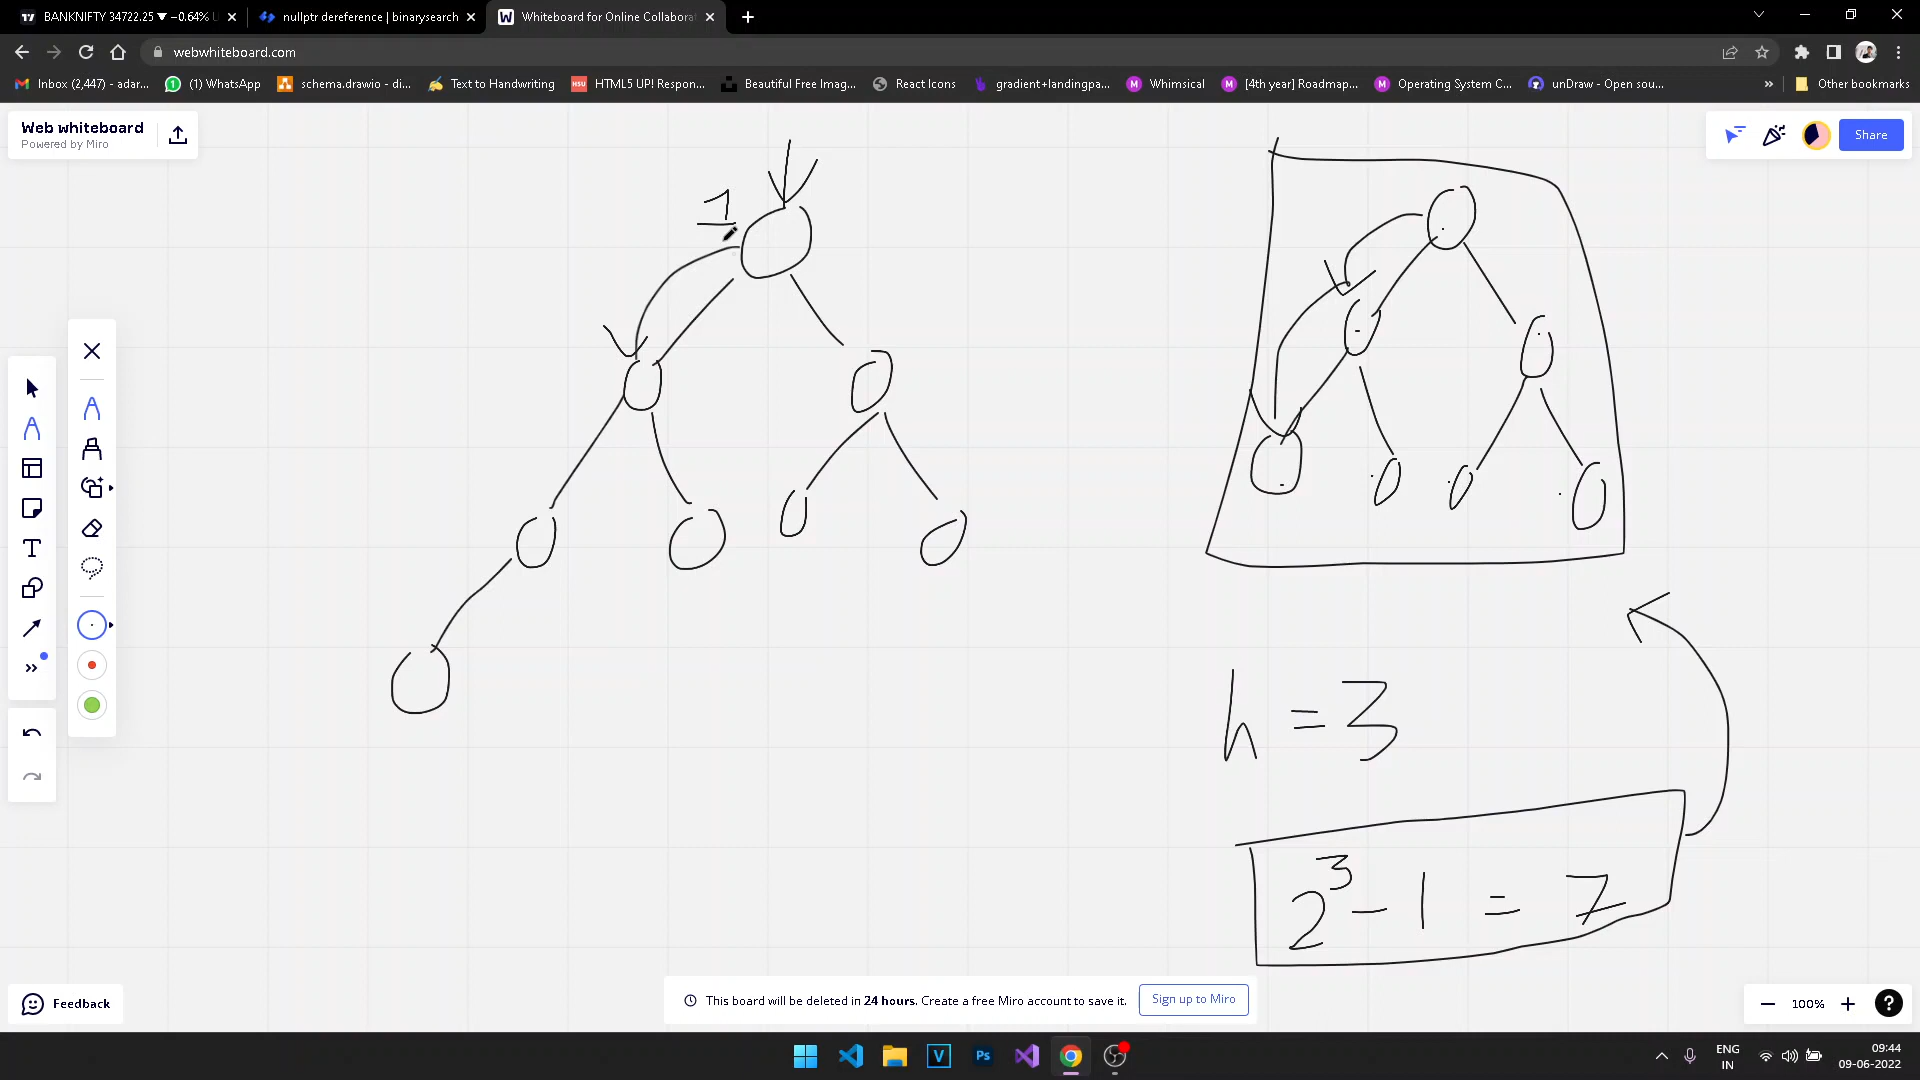 BANKNIFTY 34722.25 ▼ −0.64% U
nullptr dereference | binarysearch
Whiteboard for Online Collabora
webwhiteboard.com
Inbox (2,447) - adar...
(1) WhatsApp
schema.drawio - di...
Text to Handwriting
HTML5 UP! Respon...
Beautiful Free Imag...
React Icons
gradient+landingpa...
Whimsical
[4th year] Roadmap...
Operating System C...
unDraw - Open sou...
»
Other bookmarks
Web whiteboard
Powered by Miro
Share
1
h = 3
2³ - 1 = 7
Feedback
This board will be deleted in 24 hours. Create a free Miro account to save it.
Sign up to Miro
100%
?
ENG
IN
09:44
09-06-2022